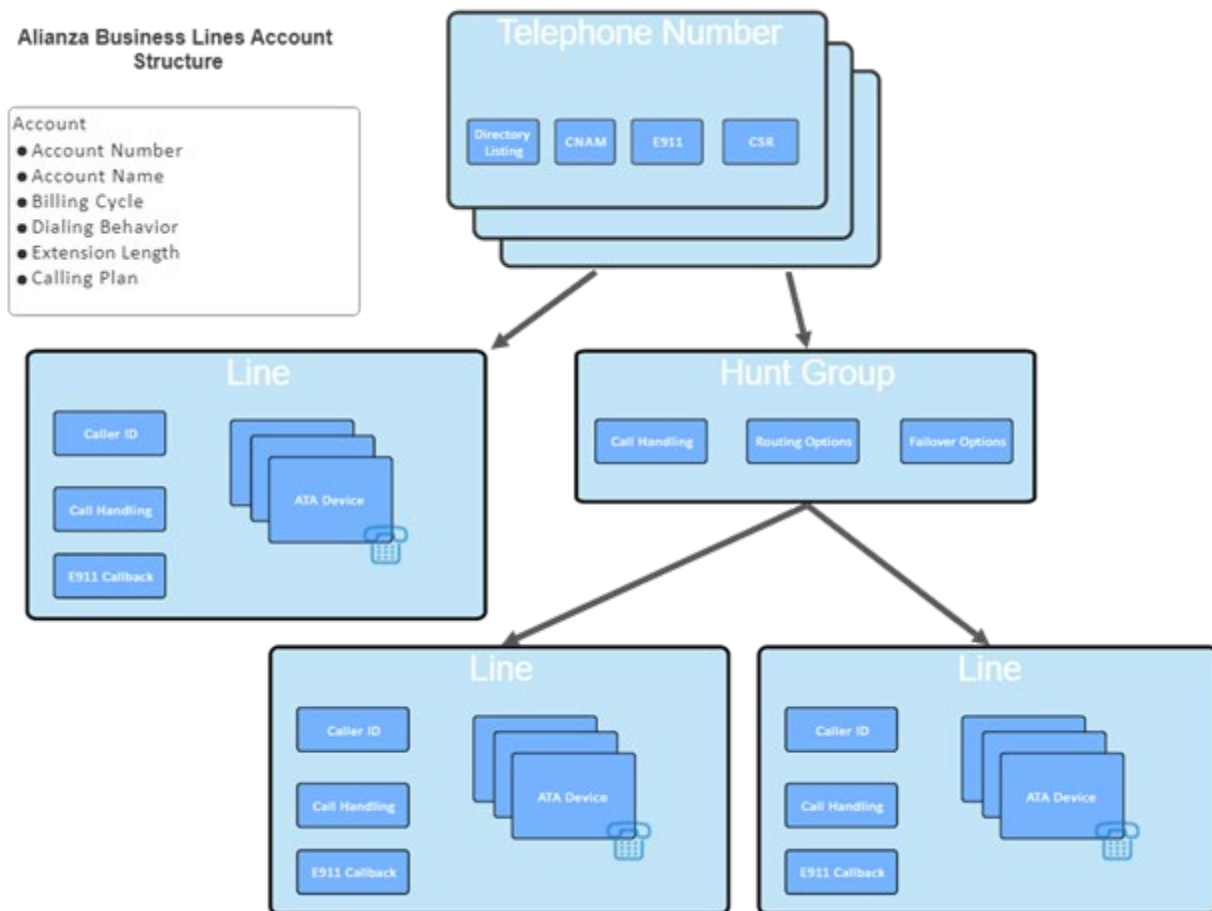 Alianza Business Lines Account
Structure
Account
● Account Number
● Account Name
● Billing Cycle
● Dialing Behavior
● Extension Length
● Calling Plan
Telephone Number
Directory
Listing
CNAM
E911
CSR
Line
Caller ID
Call Handling
E911 Callback
ATA Device
Hunt Group
Call Handling
Routing Options
Failover Options
Line
Caller ID
Call Handling
E911 Callback
ATA Device
Line
Caller ID
Call Handling
E911 Callback
ATA Device